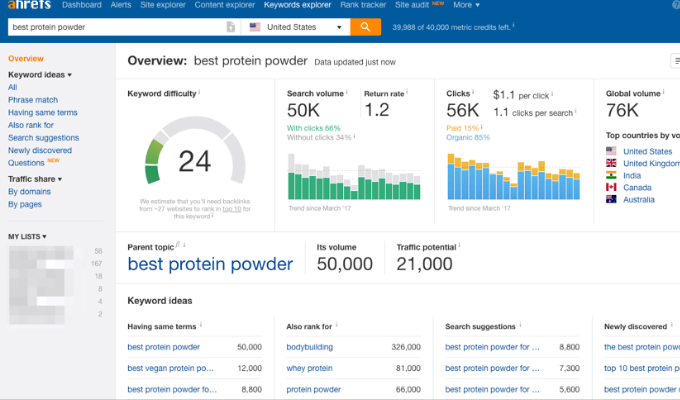 ahrefs Dashboard Alerts Site explorer Content explorer Keywords explorer Rank tracker Site audit NEW More
best protein powder United States 39,988 of 40,000 metric credits left.
Overview
Keyword ideas
All
Phrase match
Having same terms
Also rank for
Search suggestions
Newly discovered
Questions NEW
Traffic share
By domains
By pages
MY LISTS
56
167
18
8
4
2
Overview: best protein powder Data updated just now
Keyword difficulty
24
We estimate that you'll need backlinks
from ~27 websites to rank in top 10 for
this keyword
Search volume Return rate
50K 1.2
With clicks 66%
Without clicks 34%
Trend since March '17
Clicks $1.1 per click
56K 1.1 clicks per search
Paid 15%
Organic 85%
Trend since March '17
Global volume
76K
Top countries by vo
United States
United Kingdom
India
Canada
Australia
Parent topic Its volume Traffic potential
best protein powder 50,000 21,000
Keyword ideas
Having same terms Also rank for Search suggestions Newly discovered
best protein powder 50,000 bodybuilding 326,000 best protein powder for ... 8,800 the best protein pow
best vegan protein po... 12,000 whey protein 81,000 best protein powder for ... 7,300 top 10 best protein p
best protein powder fo... 8,800 protein powder 66,000 best protein powder for ... 5,600 best protein powder